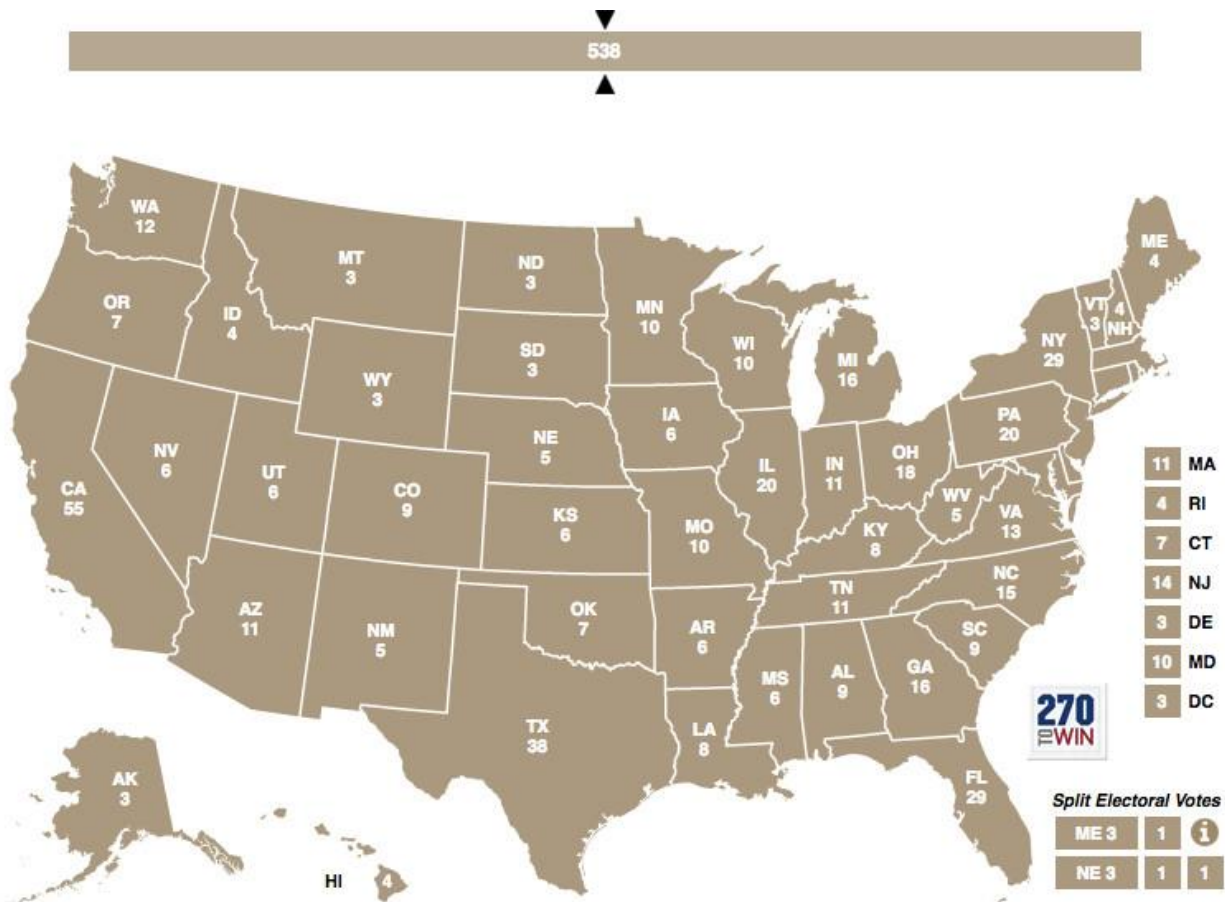 538
WA
12
MT
3
ND
3
MN
10
ME
4
VT
3
4
NH
OR
7
ID
4
SD
3
WI
10
MI
16
NY
29
WY
3
IA
6
PA
20
NE
5
NV
6
UT
6
CO
9
IL
20
IN
11
OH
18
WV
5
VA
13
CA
55
KS
6
MO
10
KY
8
NC
15
TN
11
AZ
11
NM
5
OK
7
AR
6
SC
9
MS
6
AL
9
GA
16
TX
38
LA
8
FL
29
AK
3
HI 4
11 MA
4 RI
7 CT
14 NJ
3 DE
10 MD
3 DC
270
TO WIN
Split Electoral Votes
ME 3 1 i
NE 3 1 1